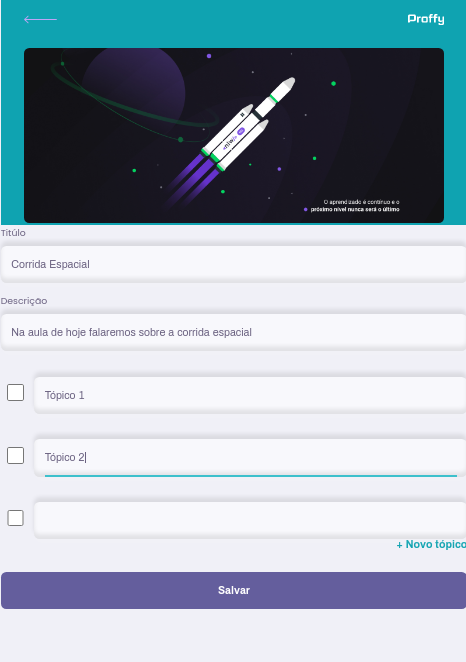 Proffy
O aprendizado é contínuo e o
próximo nível nunca será o último
Título
Corrida Espacial
Descrição
Na aula de hoje falaremos sobre a corrida espacial
Tópico 1
Tópico 2
+ Novo tópico
Salvar